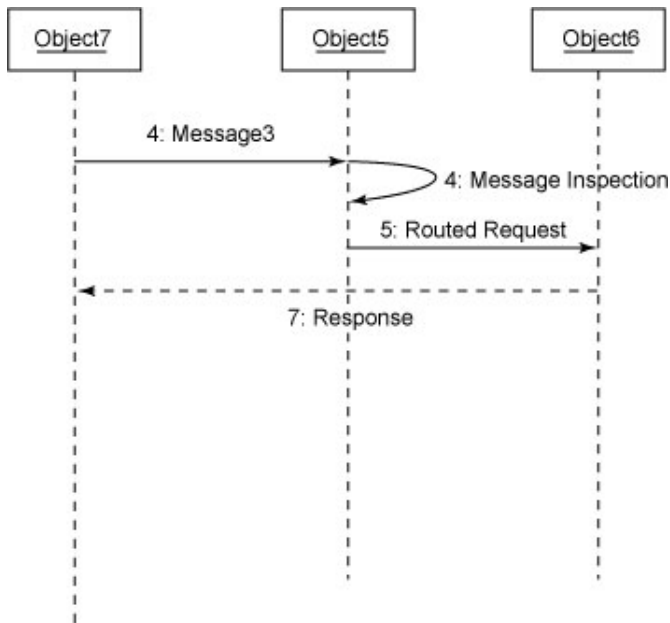 Object7
Object5
Object6
4: Message3
4: Message Inspection
5: Routed Request
7: Response